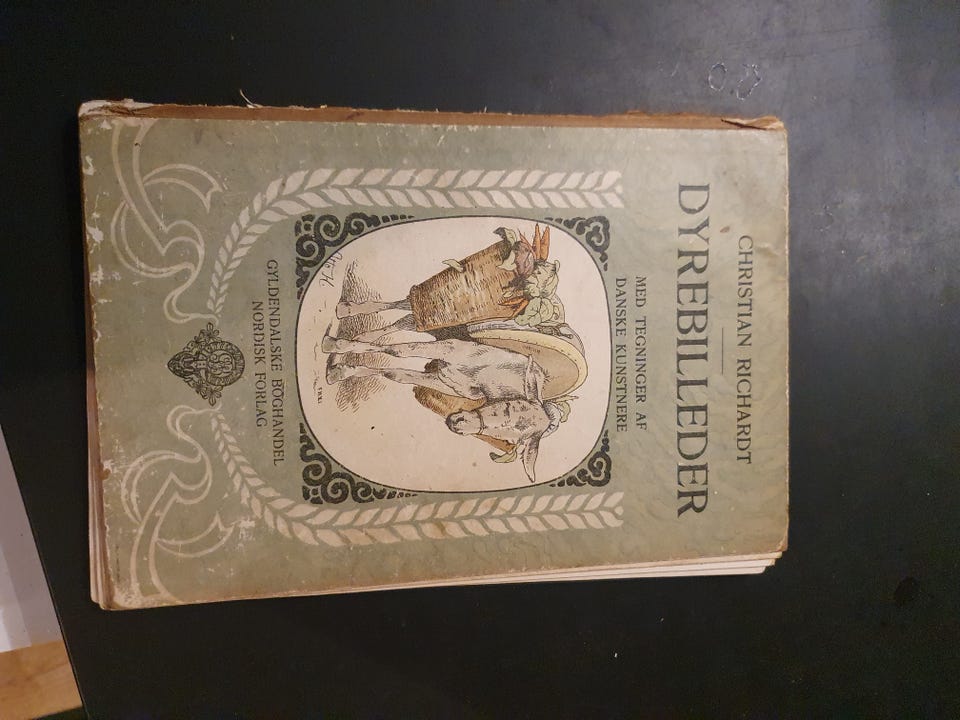 CHRISTIAN RICHARDT
DYREBILLEDER
MED TEGNINGER AF
DANSKE KUNSTNERE
GYLDENDALSKE BOGHANDEL
NORDISK FORLAG